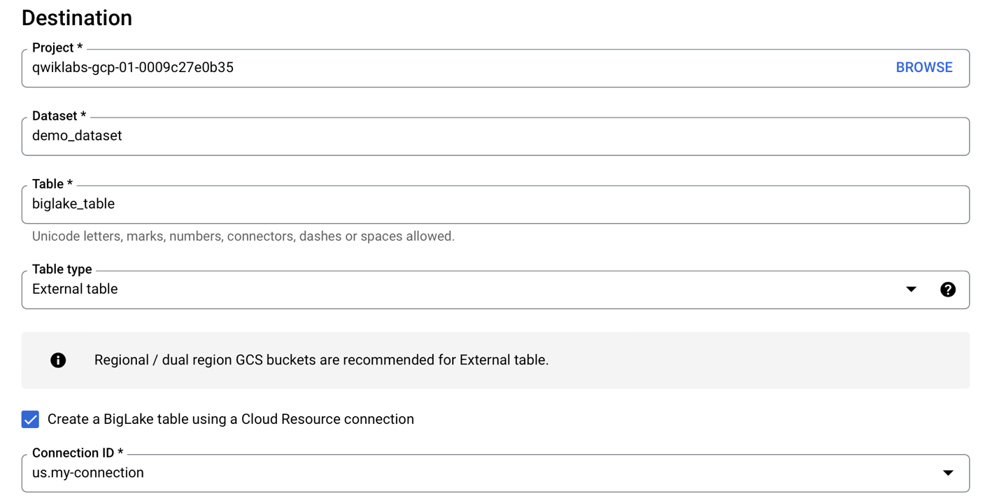 Destination
Project *
qwiklabs-gcp-01-0009c27e0b35
BROWSE
Dataset *
demo_dataset
Table *
biglake_table
Unicode letters, marks, numbers, connectors, dashes or spaces allowed.
Table type
External table
Regional / dual region GCS buckets are recommended for External table.
Create a BigLake table using a Cloud Resource connection
Connection ID *
us.my-connection